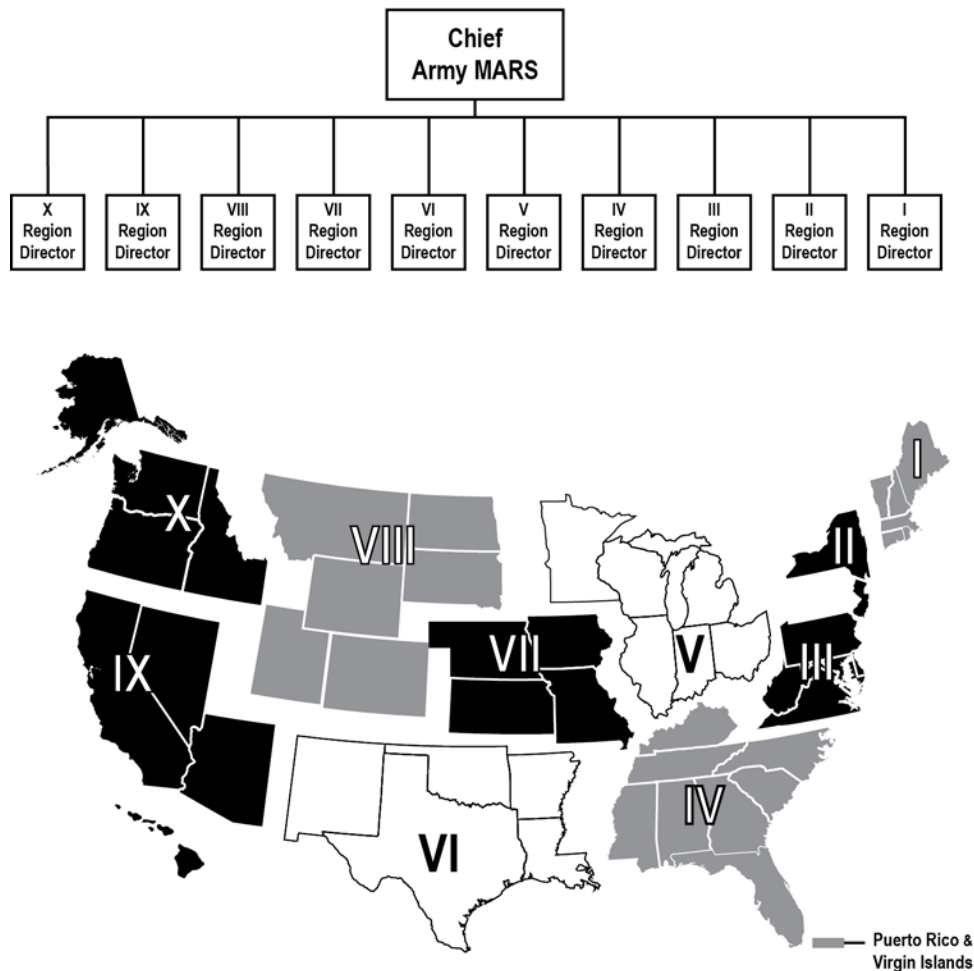 Chief
Army MARS
X
Region
Director
IX
Region
Director
VIII
Region
Director
VII
Region
Director
VI
Region
Director
V
Region
Director
IV
Region
Director
III
Region
Director
II
Region
Director
I
Region
Director
I
X
II
VIII
VII
V
III
IX
IV
VI
Puerto Rico &
Virgin Islands